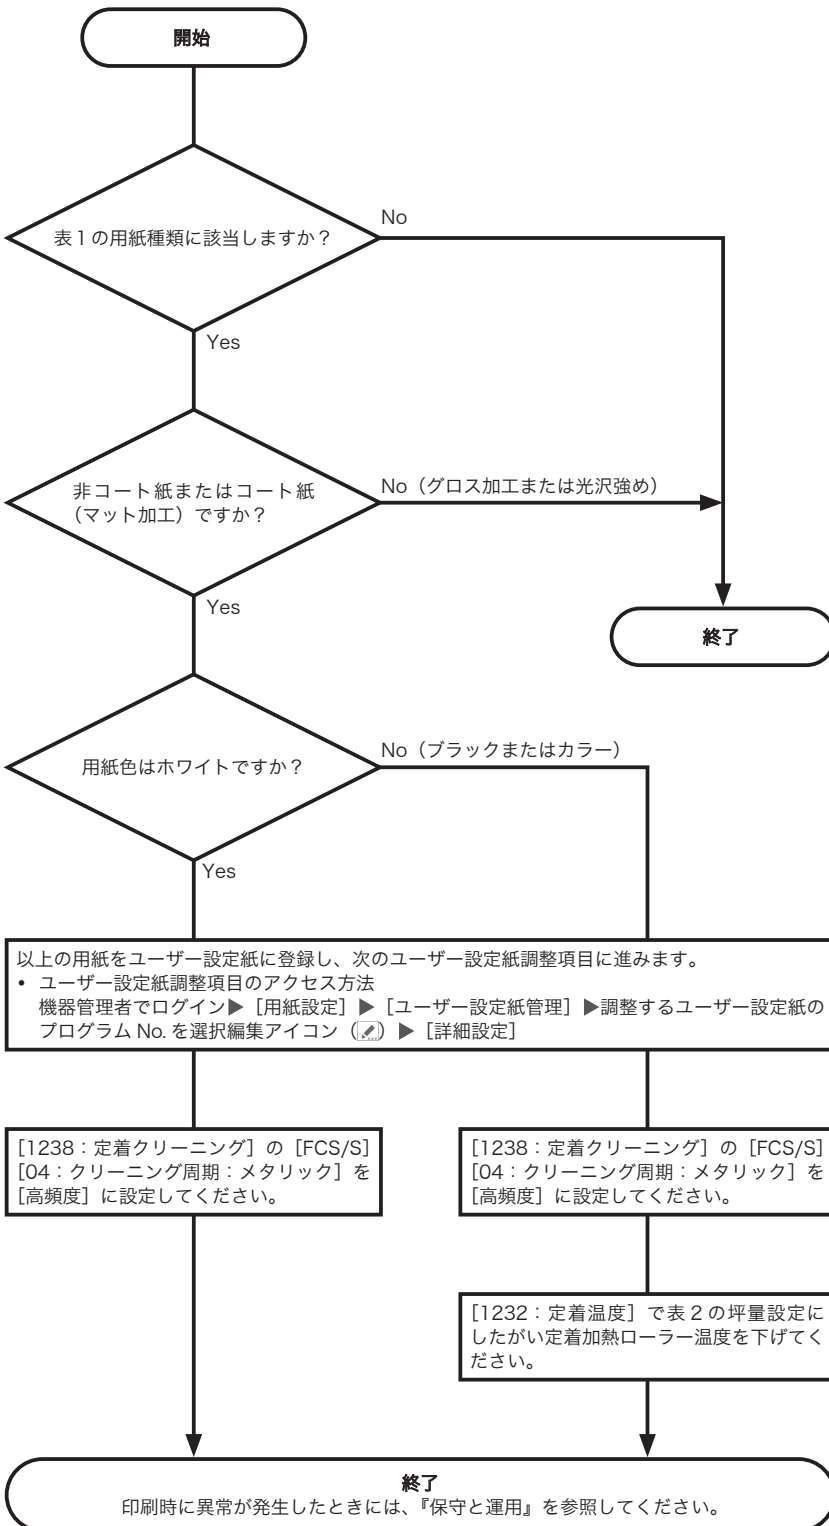 開始
表1の用紙種類に該当しますか？
No
Yes
非コート紙またはコート紙
（マット加工）ですか？
No（グロス加工または光沢強め）
Yes
終了
用紙色はホワイトですか？
No（ブラックまたはカラー）
Yes
以上の用紙をユーザー設定紙に登録し、次のユーザー設定紙調整項目に進みます。
• ユーザー設定紙調整項目のアクセス方法
機器管理者でログイン▶［用紙設定］▶［ユーザー設定紙管理］▶調整するユーザー設定紙の
プログラム No. を選択編集アイコン（）▶［詳細設定］
［1238：定着クリーニング］の［FCS/S］
［04：クリーニング周期：メタリック］を
［高頻度］に設定してください。
［1238：定着クリーニング］の［FCS/S］
［04：クリーニング周期：メタリック］を
［高頻度］に設定してください。
［1232：定着温度］で表 2 の坪量設定に
したがい定着加熱ローラー温度を下げてく
ださい。
終了
印刷時に異常が発生したときには、『保守と運用』を参照してください。